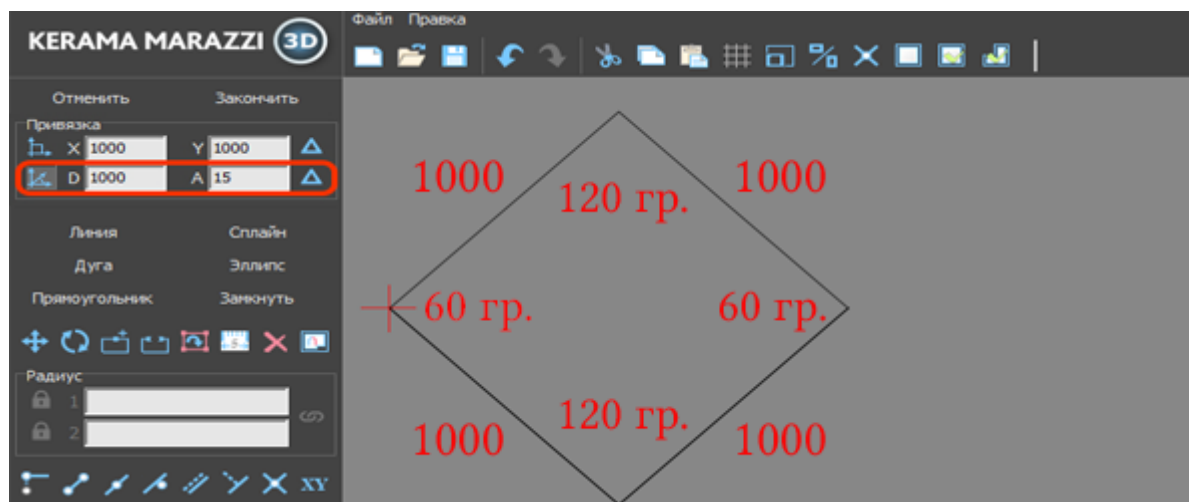 KERAMA MARAZZI 3D
Файл Правка
Отменить Закончить
Привязка
X 1000 Y 1000
D 1000 A 15
Линия Сплайн
Дуга Эллипс
Прямоугольник Замкнуть
5
Радиус
1
2
XY
1000 1000
120 гр.
60 гр. 60 гр.
120 гр.
1000 1000